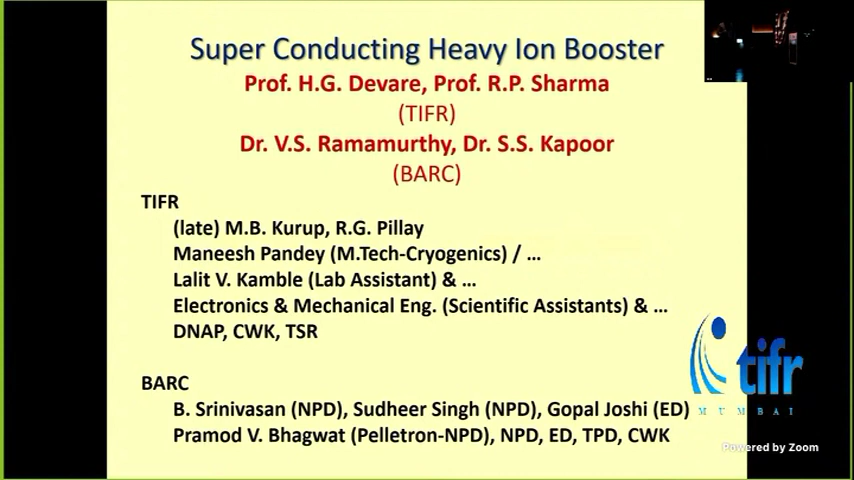 Super Conducting Heavy Ion Booster
Prof. H.G. Devare, Prof. R.P. Sharma
(TIFR)
Dr. V.S. Ramamurthy, Dr. S.S. Kapoor
(BARC)
TIFR
(late) M.B. Kurup, R.G. Pillay
Maneesh Pandey (M.Tech-Cryogenics) / ...
Lalit V. Kamble (Lab Assistant) & ...
Electronics & Mechanical Eng. (Scientific Assistants) & ...
DNAP, CWK, TSR
BARC
B. Srinivasan (NPD), Sudheer Singh (NPD), Gopal Joshi (ED)
Pramod V. Bhagwat (Pelletron-NPD), NPD, ED, TPD, CWK
tifr
MUMBAI
Powered by Zoom